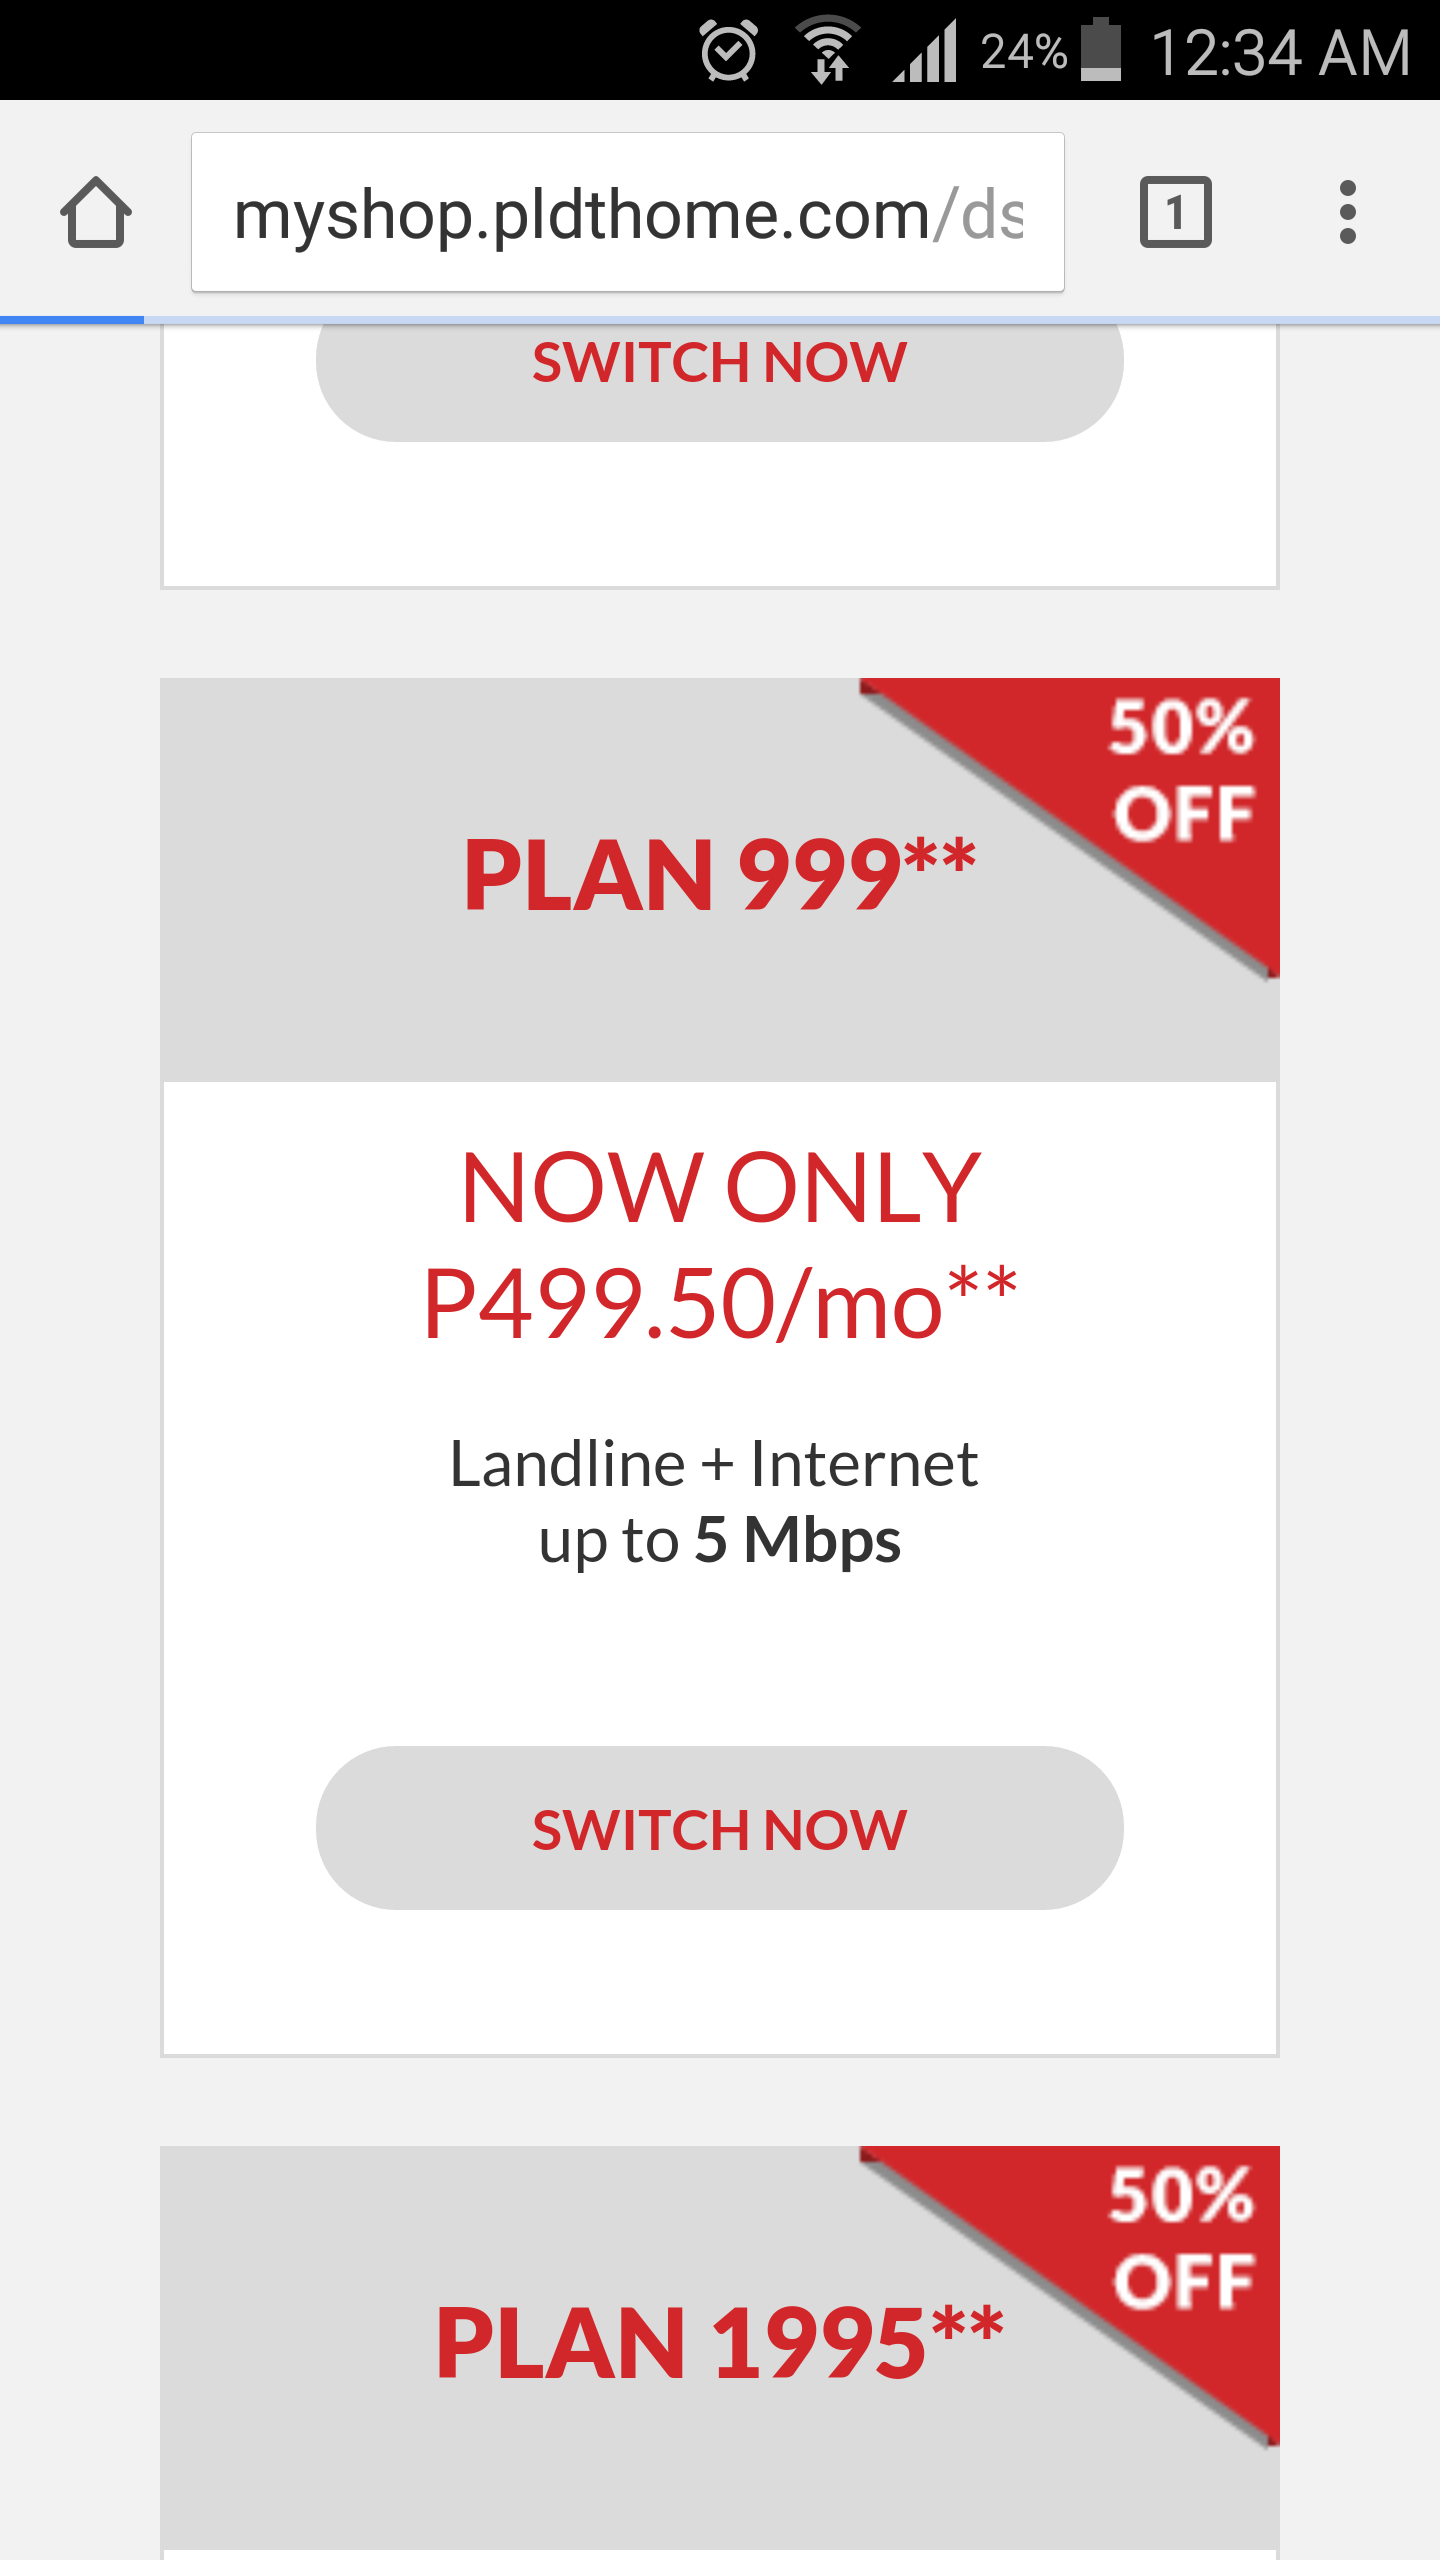 24% 12:34 AM
myshop.pldthome.com/ds
1
SWITCH NOW
50%
OFF
PLAN 999**
NOW ONLY
P499.50/mo**
Landline + Internet
up to 5 Mbps
SWITCH NOW
50%
OFF
PLAN 1995**